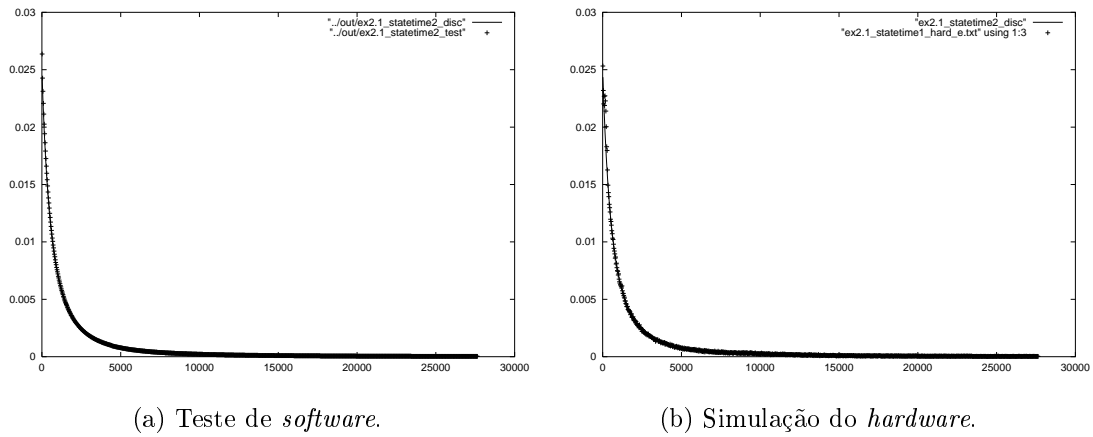 "../out/ex2.1_statetime2_disc"
"../out/ex2.1_statetime2_test"
0.03
0.025
0.02
0.015
0.01
0.005
0
0 5000 10000 15000 20000 25000 30000
(a) Teste de software.
"ex2.1_statetime2_disc"
"ex2.1_statetime1_hard_e.txt" using 1:3
0.03
0.025
0.02
0.015
0.01
0.005
0
0 5000 10000 15000 20000 25000 30000
(b) Simulação do hardware.